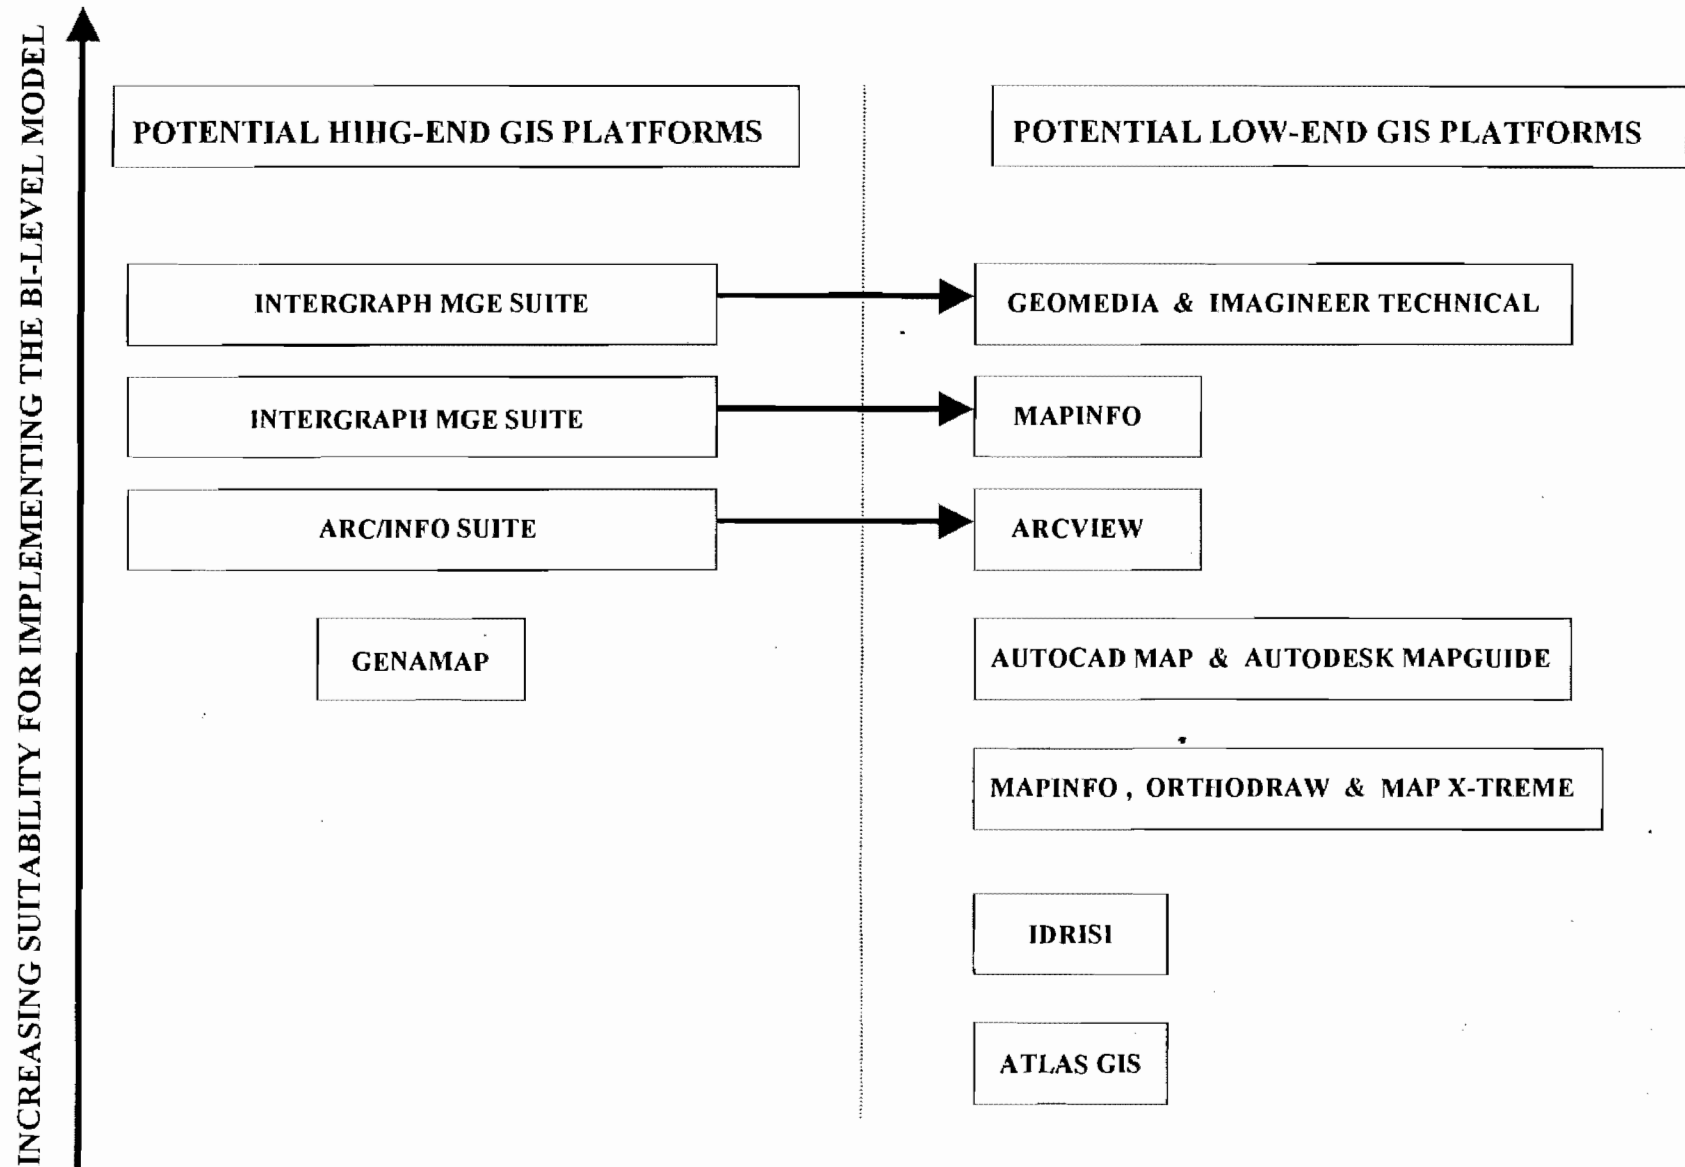 INCREASING SUITABILITY FOR IMPLEMENTING THE BI-LEVEL MODEL
POTENTIAL HIHG-END GIS PLATFORMS
POTENTIAL LOW-END GIS PLATFORMS
INTERGRAPH MGE SUITE
GEOMEDIA & IMAGINEER TECHNICAL
INTERGRAPH MGE SUITE
MAPINFO
ARC/INFO SUITE
ARCVIEW
GENAMAP
AUTOCAD MAP & AUTODESK MAPGUIDE
MAPINFO , ORTHODRAW & MAP X-TREME
IDRISI
ATLAS GIS